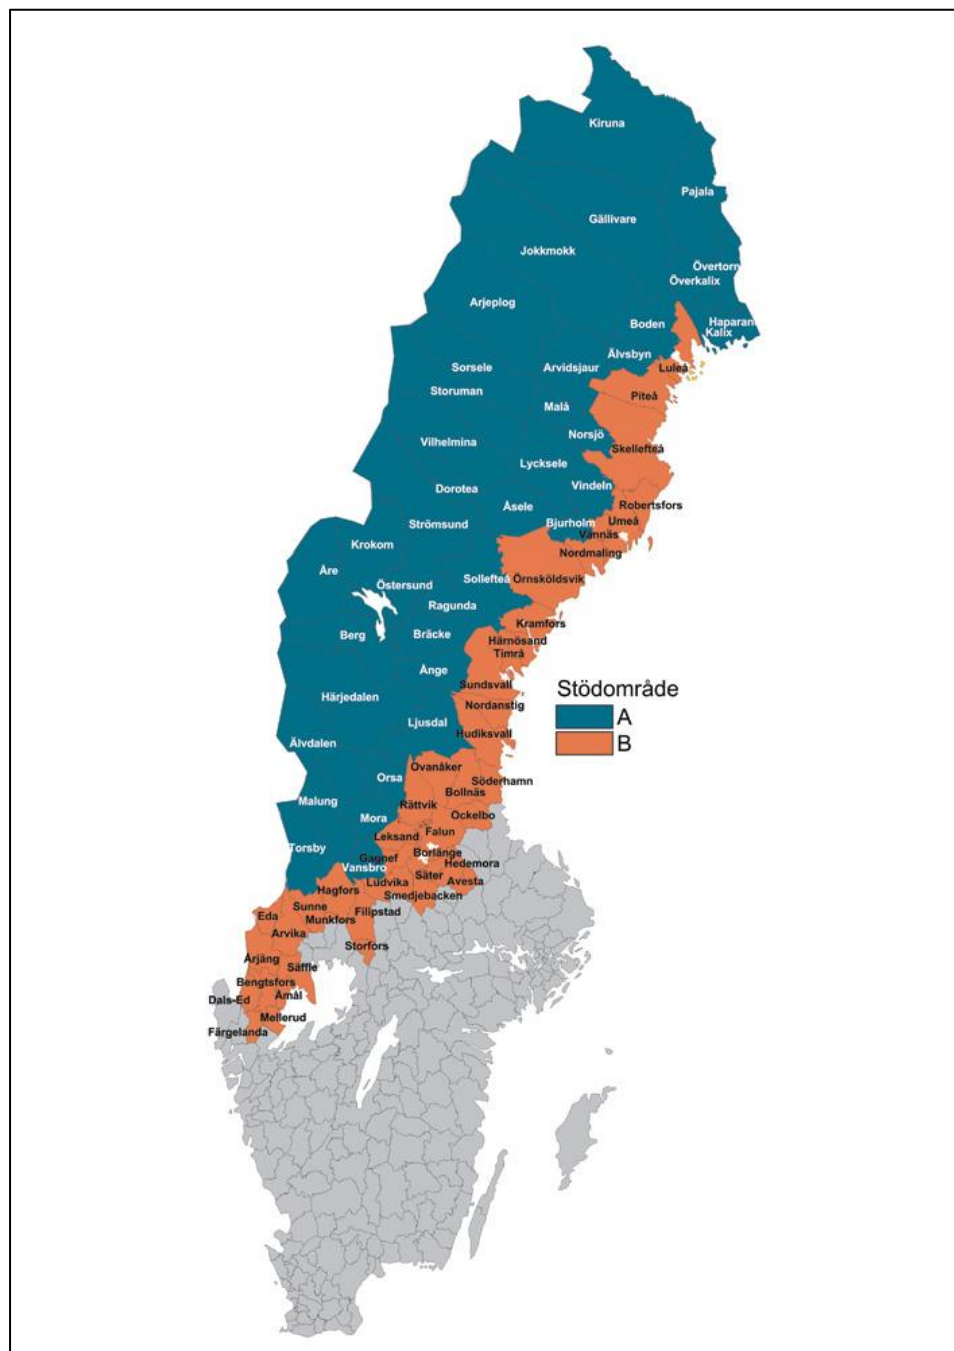 Kiruna
Pajala
Gällivare
Jokkmokk
Övertorn
Överkalix
Arjeplog
Boden
Haparan
Kalix
Älvsbyn
Sorsele
Arvidsjaur
Luleå
Storuman
Piteå
Malå
Norsjö
Vilhelmina
Skellefteå
Lycksele
Vindeln
Dorotea
Robertsfors
Åsele
Umeå
Strömsund
Bjurholm
Vännäs
Krokom
Nordmaling
Åre
Östersund
Sollefteå
Örnsköldsvik
Ragunda
Kramfors
Berg
Bräcke
Härnösand
Timrå
Ånge
Sundsvall
Stödområde
Härjedalen
Nordanstig
A
Ljusdal
Hudiksvall
Älvdalen
B
Ovanåker
Orsa
Söderhamn
Bollnäs
Malung
Rättvik
Mora
Ockelbo
Leksand
Falun
Torsby
Borlänge
Gagnef
Hedemora
Vansbro
Säter
Ludvika
Avesta
Hagfors
Smedjebacken
Sunne
Filipstad
Eda
Munkfors
Arvika
Storfors
Årjäng
Säffle
Bengtsfors
Åmål
Dals-Ed
Mellerud
Färgelanda